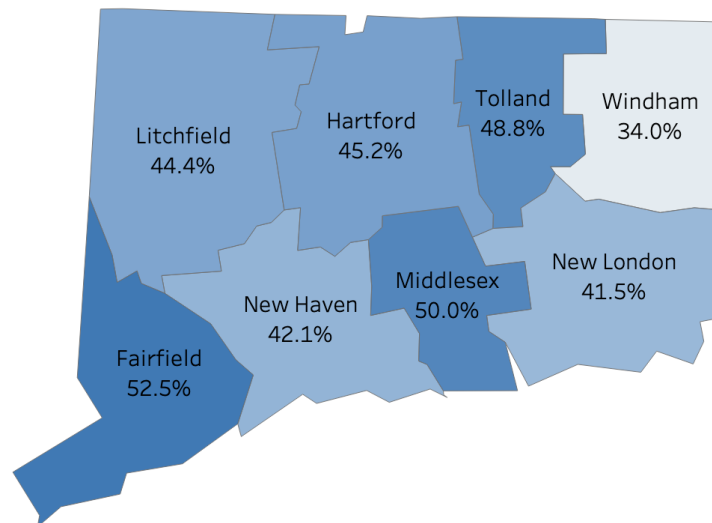 Litchfield
44.4%
Hartford
45.2%
Tolland
48.8%
Windham
34.0%
Fairfield
52.5%
New Haven
42.1%
Middlesex
50.0%
New London
41.5%